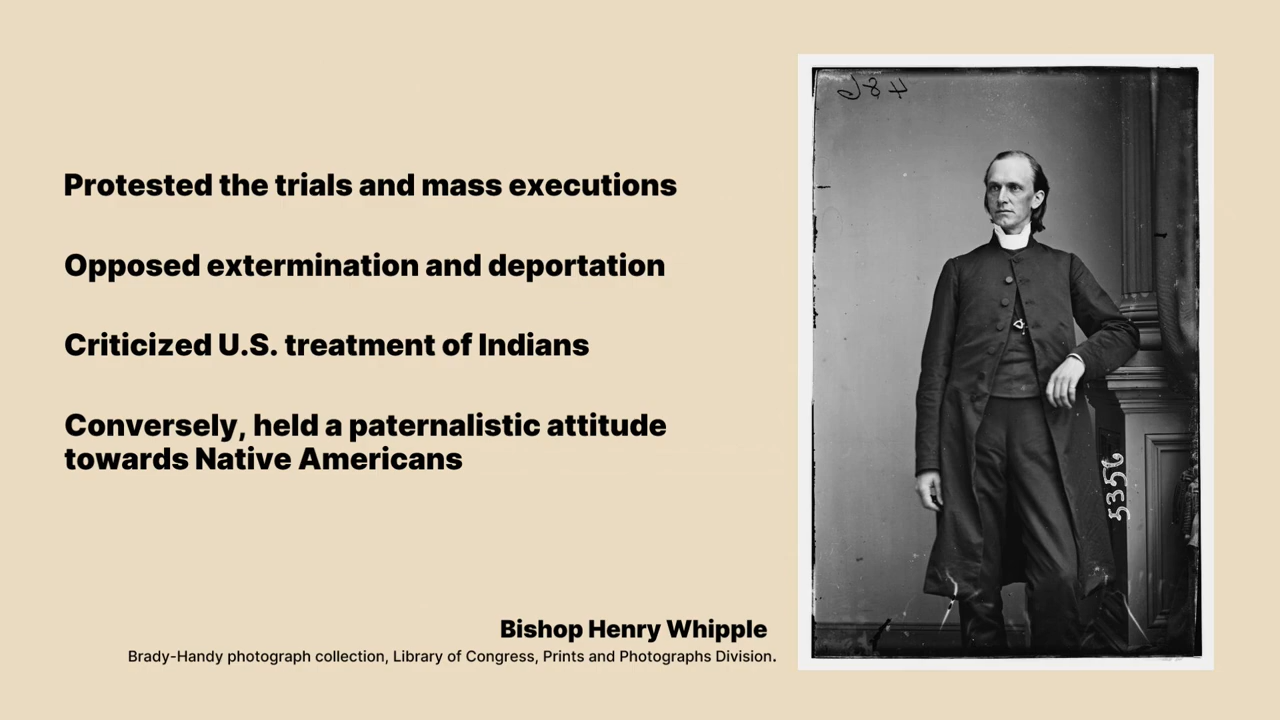 Protested the trials and mass executions
Opposed extermination and deportation
Criticized U.S. treatment of Indians
Conversely, held a paternalistic attitude
towards Native Americans
Bishop Henry Whipple
Brady-Handy photograph collection, Library of Congress, Prints and Photographs Division.
486
5356